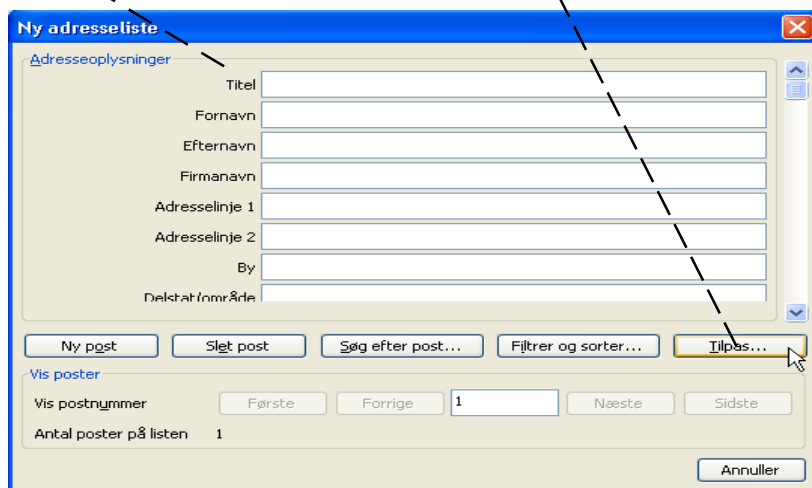 Ny adresseliste
Adresseoplysninger
Titel
Fornavn
Efternavn
Firmanavn
Adresselinje 1
Adresselinje 2
By
Delstat/område
Ny post Slet post Søg efter post... Filtrer og sorter... Tilpas...
Vis poster
Vis postnummer Første Forrige 1 Næste Sidste
Antal poster på listen 1
Annuller